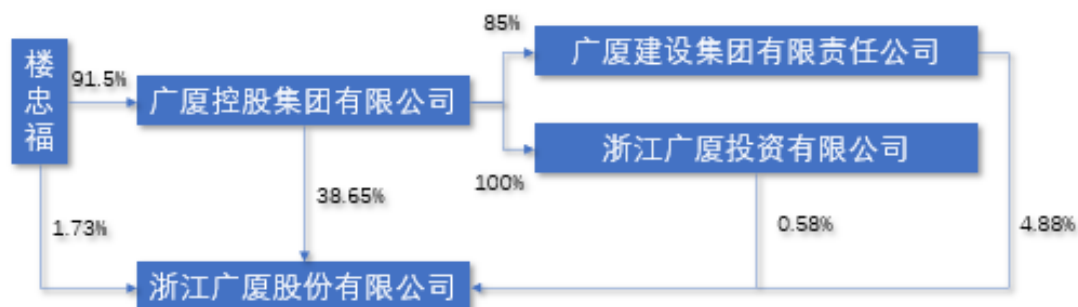 楼忠福
91.5%
广厦控股集团有限公司
85%
广厦建设集团有限责任公司
100%
浙江广厦投资有限公司
1.73%
38.65%
0.58%
4.88%
浙江广厦股份有限公司